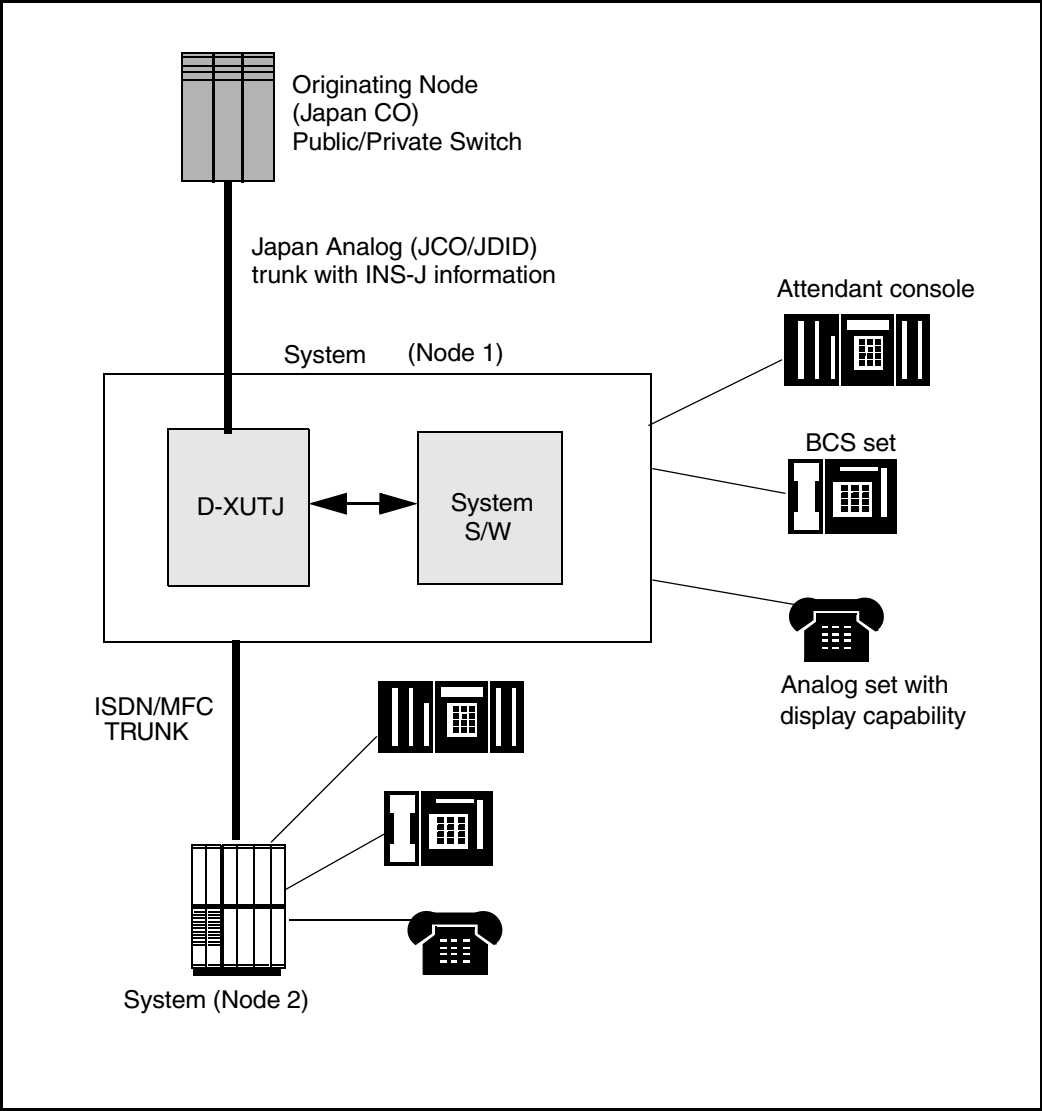 Originating Node
(Japan CO)
Public/Private Switch
Japan Analog (JCO/JDID)
trunk with INS-J information
Attendant console
System (Node 1)
BCS set
D-XUTJ
System
S/W
Analog set with
display capability
ISDN/MFC
TRUNK
System (Node 2)